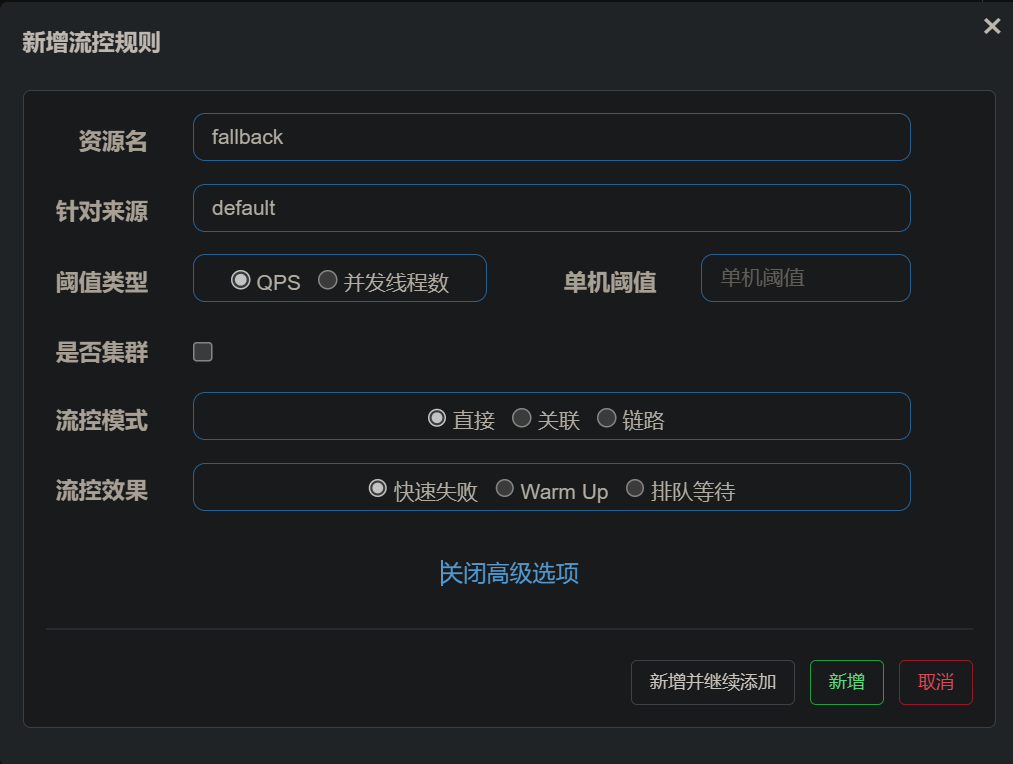 新增流控规则
×
资源名 fallback
针对来源 default
阈值类型 QPS 并发线程数 单机阈值 单机阈值
是否集群
流控模式 直接 关联 链路
流控效果 快速失败 Warm Up 排队等待
关闭高级选项
新增并继续添加 新增 取消